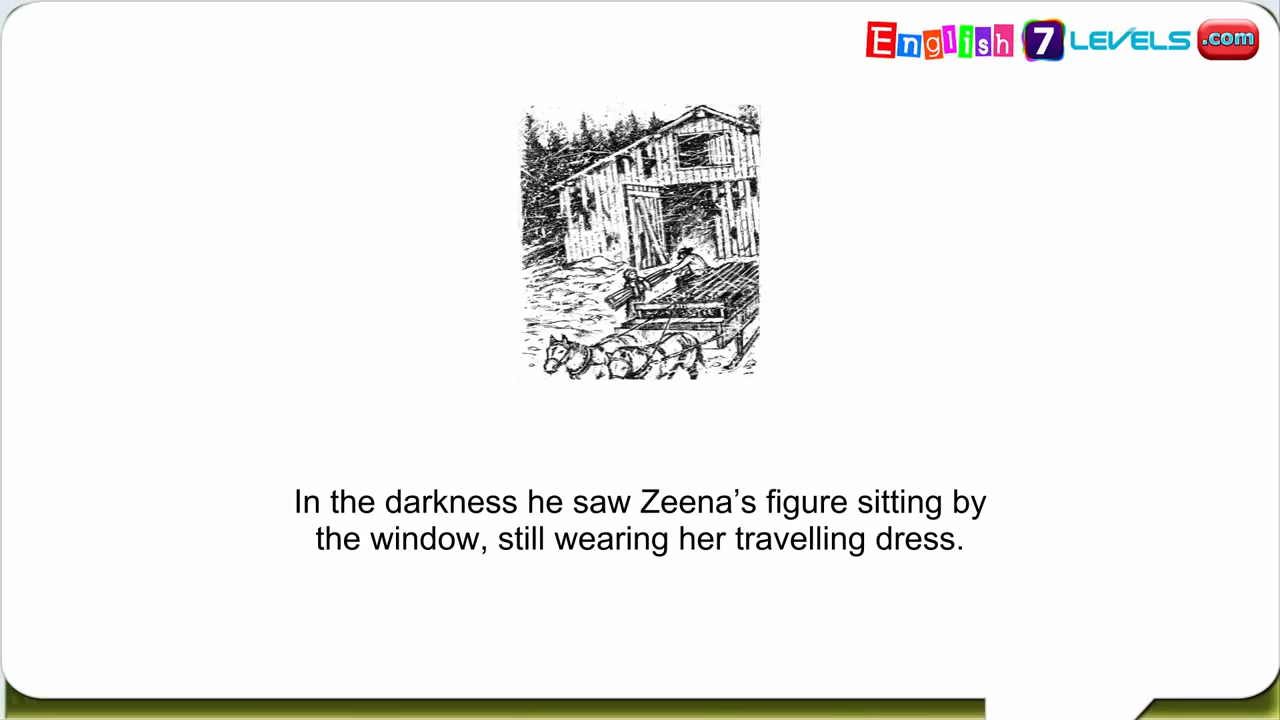 English 7 LEVELS .com
In the darkness he saw Zeena’s figure sitting by
the window, still wearing her travelling dress.